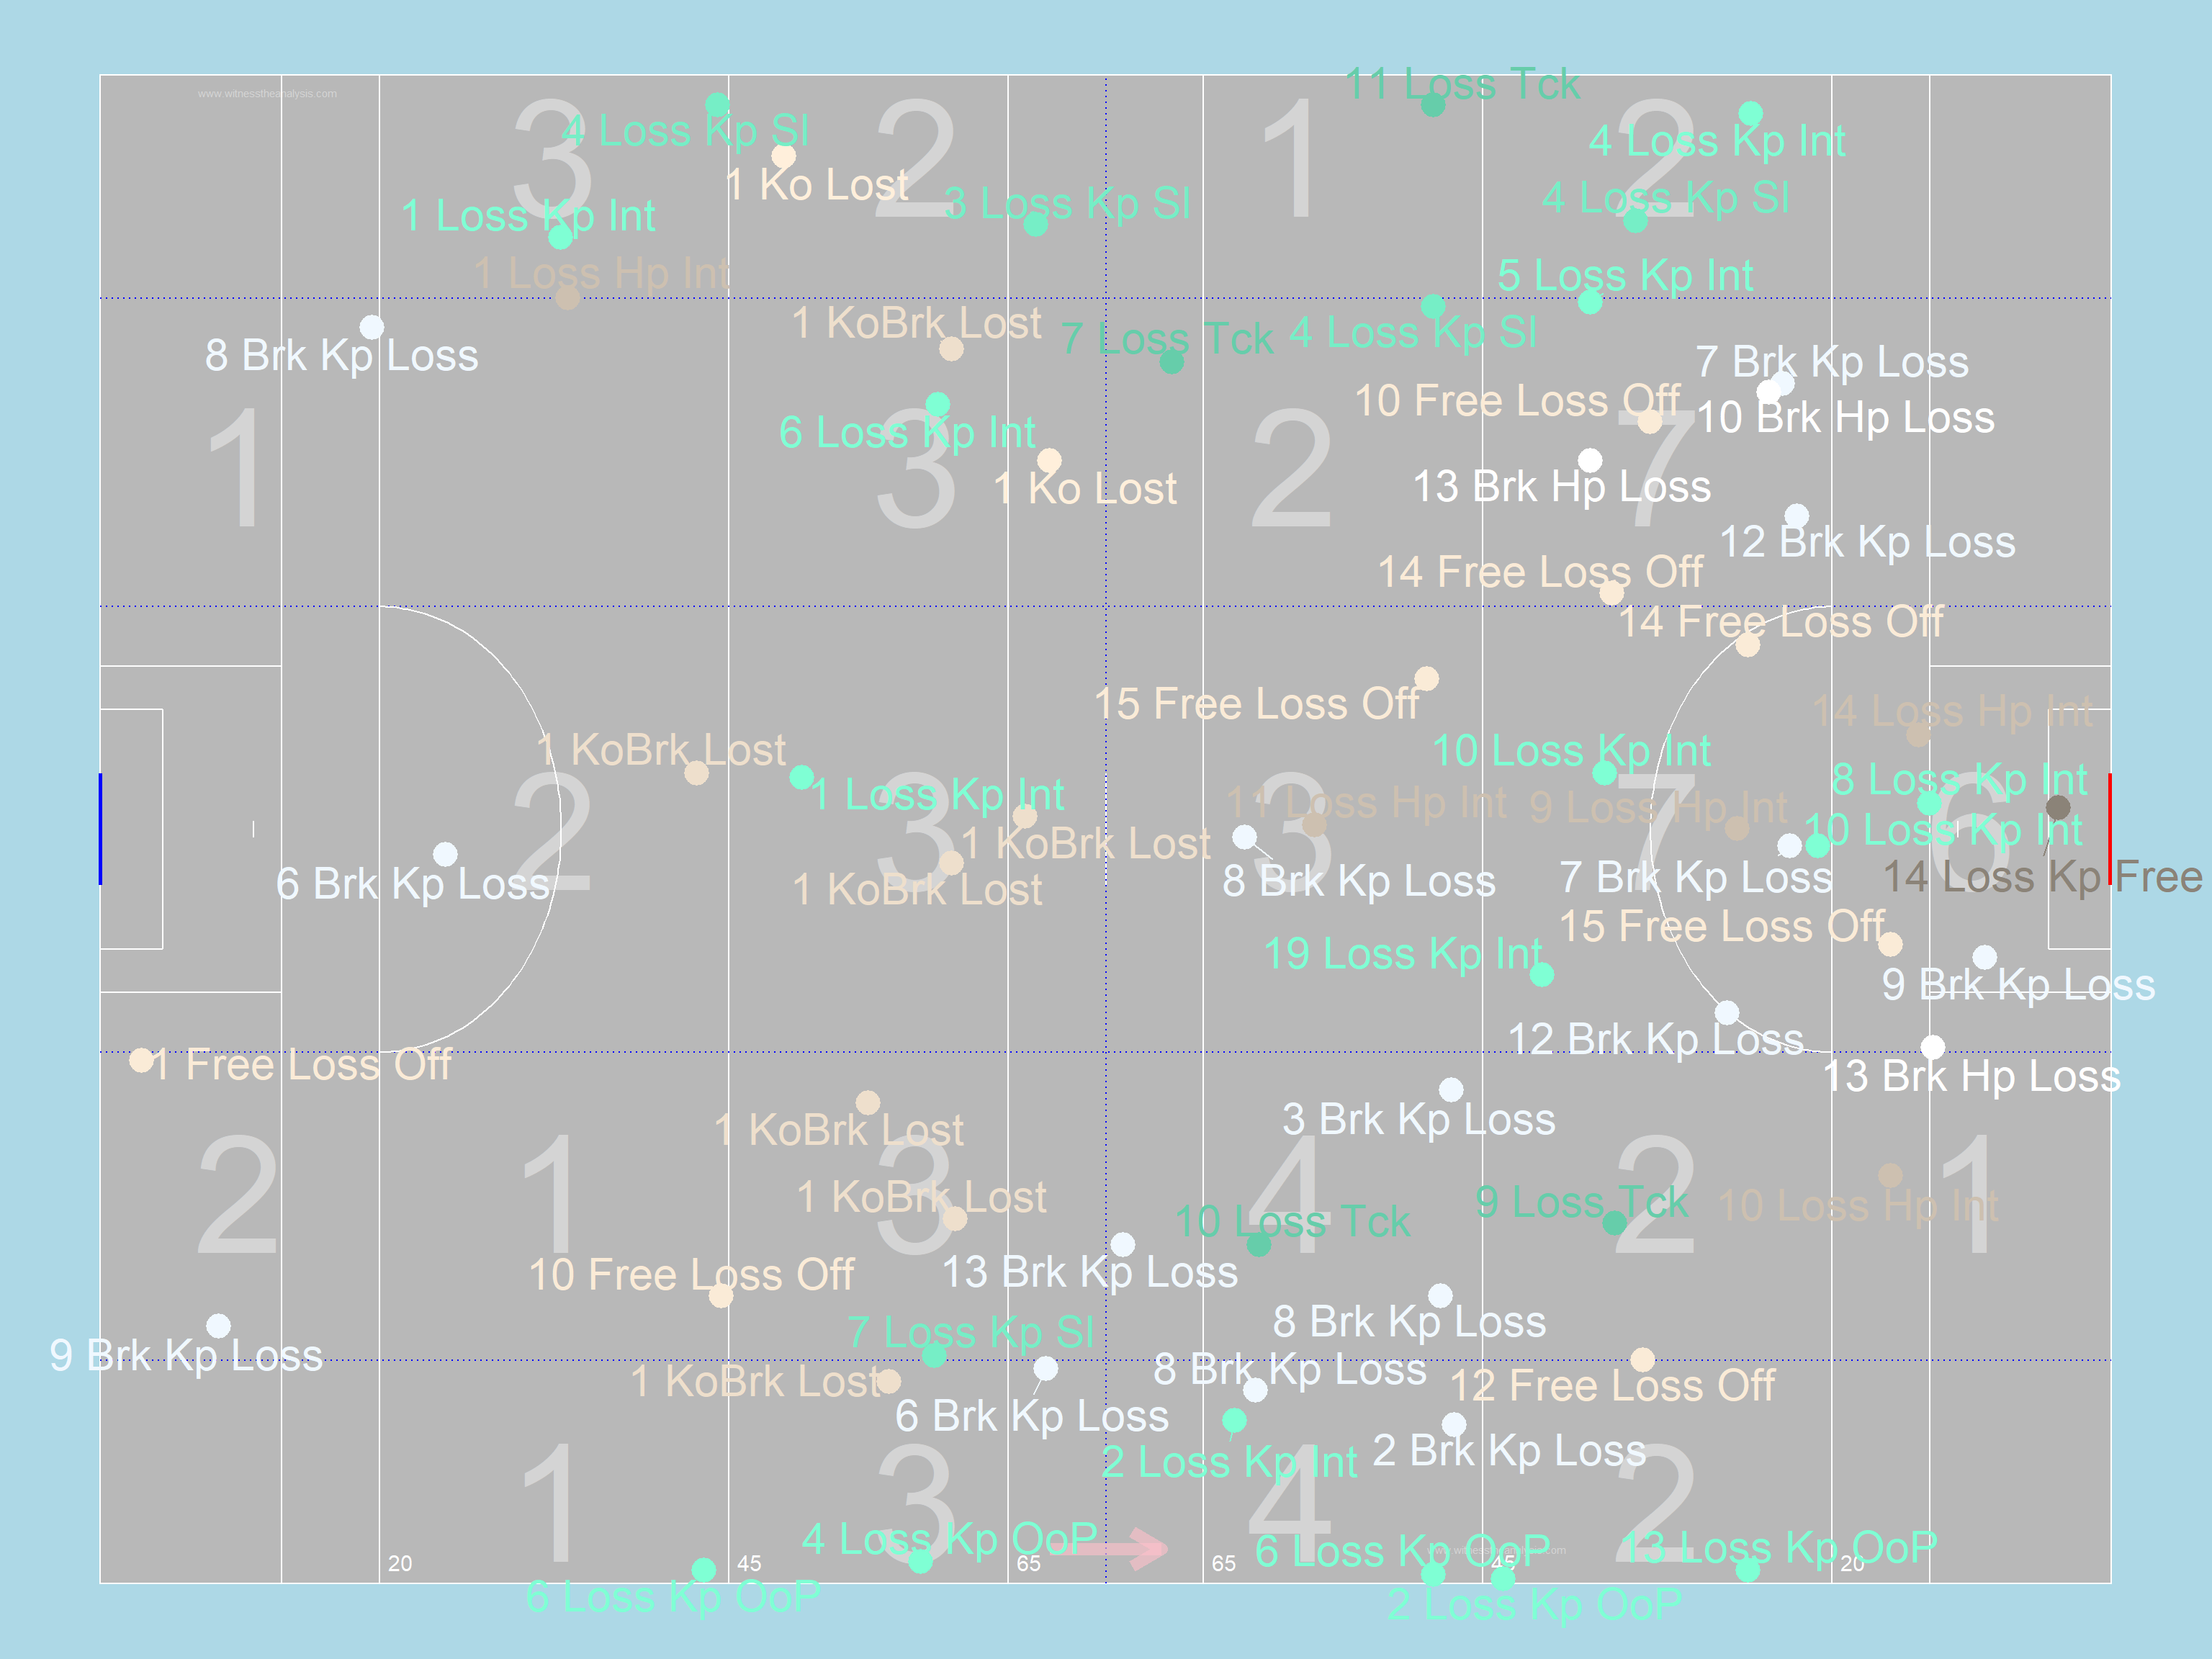 www.witnesstheanalysis.com
11 Loss Tck
3
2
1
2
4 Loss Kp Sl
4 Loss Kp Int
1 Ko Lost
3 Loss Kp Sl
4 Loss Kp Sl
1 Loss Kp Int
1 Loss Hp Int
5 Loss Kp Int
1 KoBrk Lost
7 Loss Tck
4 Loss Kp Sl
8 Brk Kp Loss
7 Brk Kp Loss
10 Free Loss Off
10 Brk Hp Loss
6 Loss Kp Int
1
3
2
7
1 Ko Lost
13 Brk Hp Loss
12 Brk Kp Loss
14 Free Loss Off
14 Free Loss Off
15 Free Loss Off
14 Loss Hp Int
1 KoBrk Lost
10 Loss Kp Int
8 Loss Kp Int
1 Loss Kp Int
11 Loss Hp Int
9 Loss Hp Int
2
3
3
7
6
1 KoBrk Lost
10 Loss Kp Int
6 Brk Kp Loss
1 KoBrk Lost
8 Brk Kp Loss
7 Brk Kp Loss
14 Loss Kp Free
15 Free Loss Off
19 Loss Kp Int
9 Brk Kp Loss
12 Brk Kp Loss
1 Free Loss Off
13 Brk Hp Loss
1 KoBrk Lost
3 Brk Kp Loss
2
1
3
4
2
1
1 KoBrk Lost
10 Loss Tck
9 Loss Tck
10 Loss Hp Int
10 Free Loss Off
13 Brk Kp Loss
7 Loss Kp Sl
8 Brk Kp Loss
9 Brk Kp Loss
1 KoBrk Lost
8 Brk Kp Loss
12 Free Loss Off
6 Brk Kp Loss
2 Loss Kp Int
2 Brk Kp Loss
1
3
4
2
4 Loss Kp OoP
6 Loss Kp OoP
www.witnesstheanalysis.com
13 Loss Kp OoP
20
45
65
65
45
20
6 Loss Kp OoP
2 Loss Kp OoP